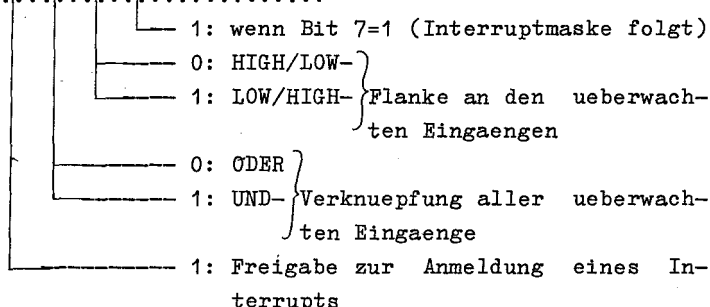 1: wenn Bit 7=1 (Interruptmaske folgt)
0: HIGH/LOW-
1: LOW/HIGH- Flanke an den ueberwach-
ten Eingaengen
0: ODER
1: UND- Verknuepfung aller ueberwach-
ten Eingaenge
1: Freigabe zur Anmeldung eines In-
terrupts